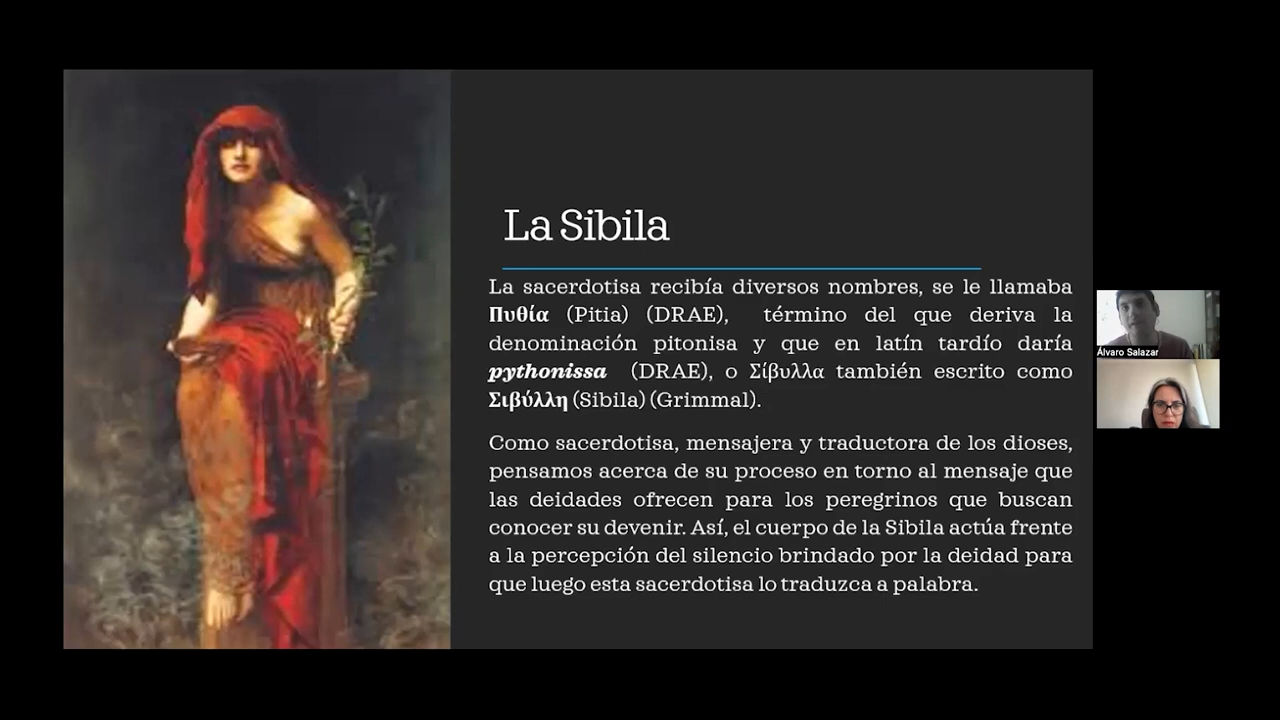 La Sibila
La sacerdotisa recibía diversos nombres, se le llamaba
Πυθία (Pitia) (DRAE), término del que deriva la
denominación pitonisa y que en latín tardío daría
pythonissa (DRAE), o Σίβυλλα también escrito como
Σιβύλλη (Sibila) (Grimmal).
Como sacerdotisa, mensajera y traductora de los dioses,
pensamos acerca de su proceso en torno al mensaje que
las deidades ofrecen para los peregrinos que buscan
conocer su devenir. Así, el cuerpo de la Sibila actúa frente
a la percepción del silencio brindado por la deidad para
que luego esta sacerdotisa lo traduzca a palabra.
Álvaro Salazar